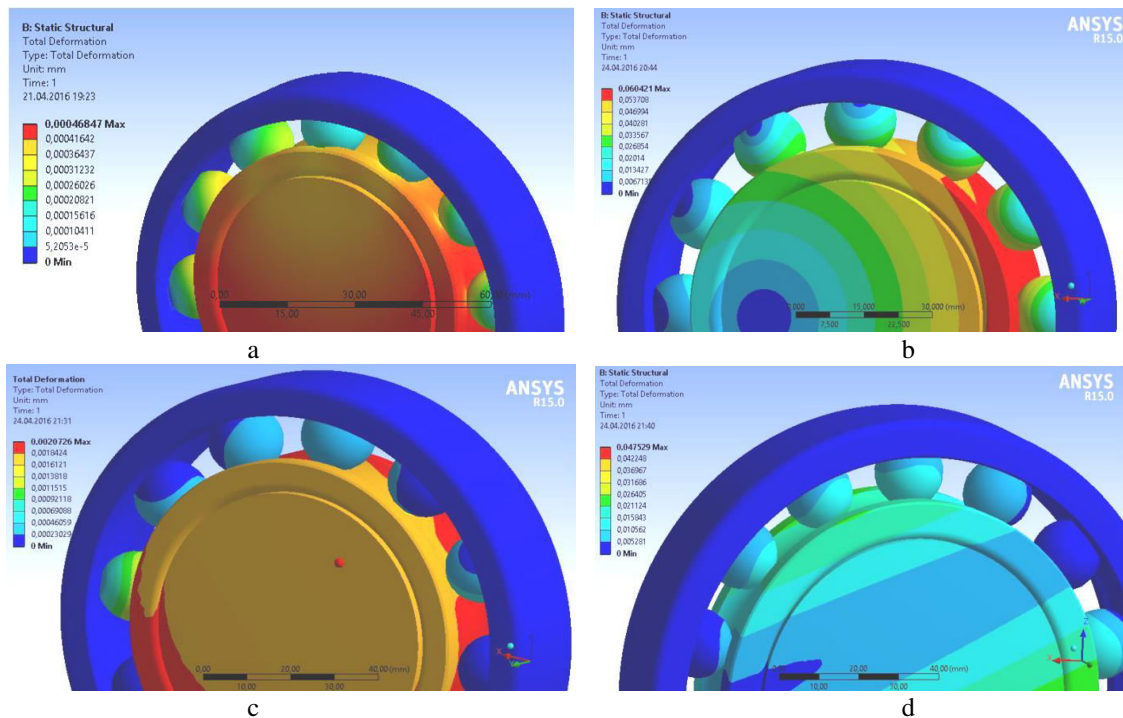 B: Static Structural
Total Deformation
Type: Total Deformation
Unit: mm
Time: 1
21.04.2016 19:23
0,00046847 Max
0,00041642
0,00036437
0,00031232
0,00026026
0,00020821
0,00015616
0,00010411
5,2053e-5
0 Min
0,00 30,00 60,00 (mm)
15,00 45,00
a
B: Static Structural
Total Deformation
Type: Total Deformation
Unit: mm
Time: 1
24.04.2016 20:44
ANSYS
R15.0
0,060421 Max
0,053708
0,046994
0,040281
0,033567
0,026854
0,02014
0,013427
0,0067135
0 Min
0,000 15,000 30,000 (mm)
7,500 22,500
X
b
Total Deformation
Type: Total Deformation
Unit: mm
Time: 1
24.04.2016 21:31
ANSYS
R15.0
0,0020726 Max
0,0018424
0,0016121
0,0013818
0,0011515
0,00092118
0,00069088
0,00046059
0,00023029
0 Min
0,00 20,00 40,00 (mm)
10,00 30,00
X
c
B: Static Structural
Total Deformation
Type: Total Deformation
Unit: mm
Time: 1
24.04.2016 21:40
ANSYS
R15.0
0,047529 Max
0,042248
0,036967
0,031686
0,026405
0,021124
0,015843
0,010562
0,005281
0 Min
0,00 20,00 40,00 (mm)
10,00 30,00
Z
X
d